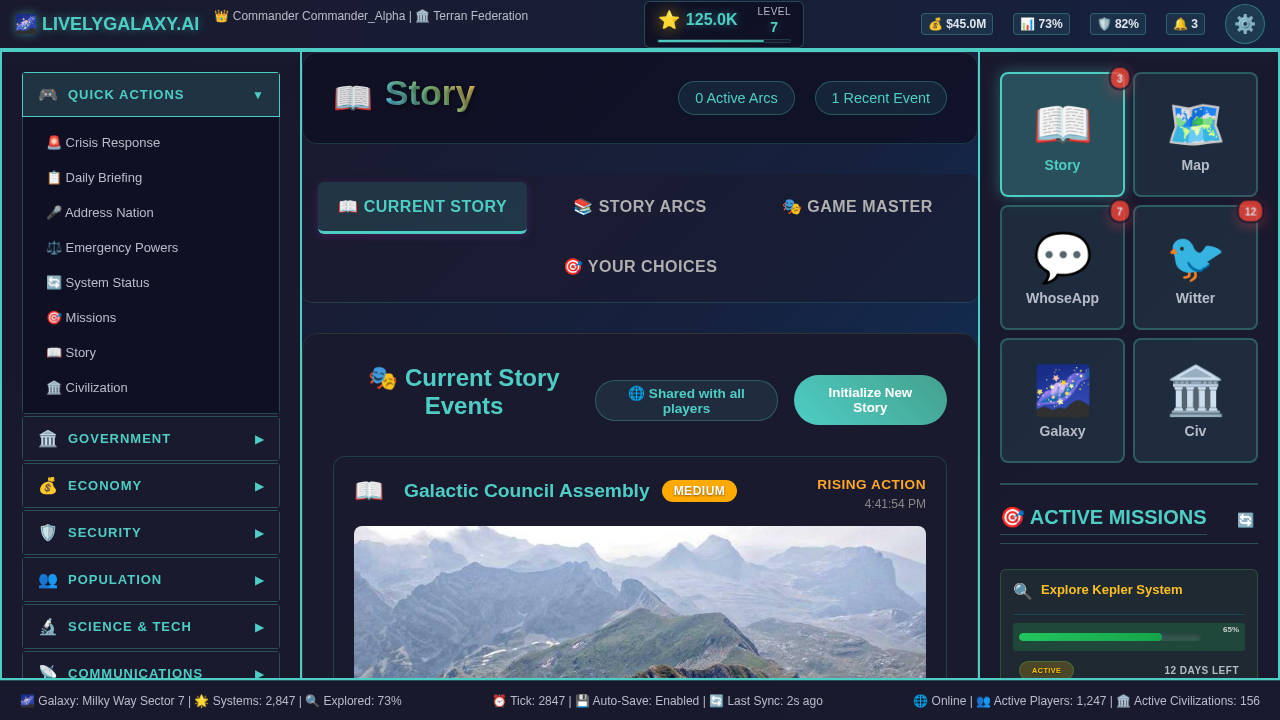 🌌 LIVELYGALAXY.AI
👑 Commander Commander_Alpha | 🏛️ Terran Federation
⭐ 125.0K
LEVEL
7
💰 $45.0M
📊 73%
🛡️ 82%
🔔 3
⚙️
🎮 QUICK ACTIONS ▼
🚨 Crisis Response
📋 Daily Briefing
🎤 Address Nation
⚖️ Emergency Powers
🔄 System Status
🎯 Missions
📖 Story
🏛️ Civilization
🏛️ GOVERNMENT ▶
💰 ECONOMY ▶
🛡️ SECURITY ▶
👥 POPULATION ▶
🔬 SCIENCE & TECH ▶
📡 COMMUNICATIONS ▶
📖 Story
0 Active Arcs
1 Recent Event
📖 CURRENT STORY
📚 STORY ARCS
🎭 GAME MASTER
🎯 YOUR CHOICES
🎭 Current Story
Events
🌐 Shared with all
players
Initialize New
Story
📖 Galactic Council Assembly
MEDIUM
RISING ACTION
4:41:54 PM
3
📖
Story
🗺️
Map
7
💬
WhoseApp
12
🐦
Witter
🌌
Galaxy
🏛️
Civ
🎯 ACTIVE MISSIONS
🔄
🔍 Explore Kepler System
65%
ACTIVE
12 DAYS LEFT
🌌 Galaxy: Milky Way Sector 7 | 🌟 Systems: 2,847 | 🔍 Explored: 73%
⏰ Tick: 2847 | 💾 Auto-Save: Enabled | 🔄 Last Sync: 2s ago
🌐 Online | 👥 Active Players: 1,247 | 🏛️ Active Civilizations: 156